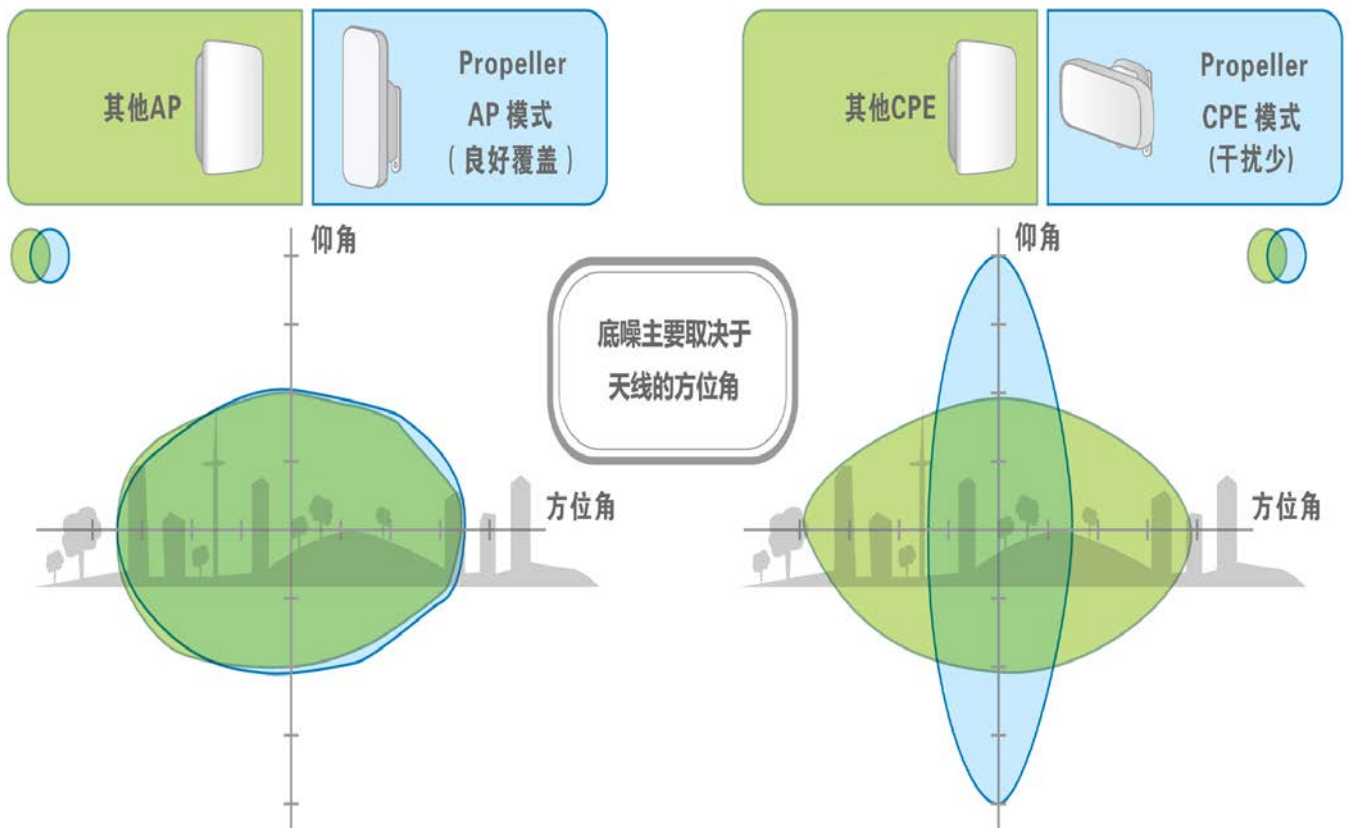 其他AP
Propeller
AP 模式
（良好覆盖）
其他CPE
Propeller
CPE 模式
(干扰少)
仰角
仰角
底噪主要取决于
天线的方位角
方位角
方位角